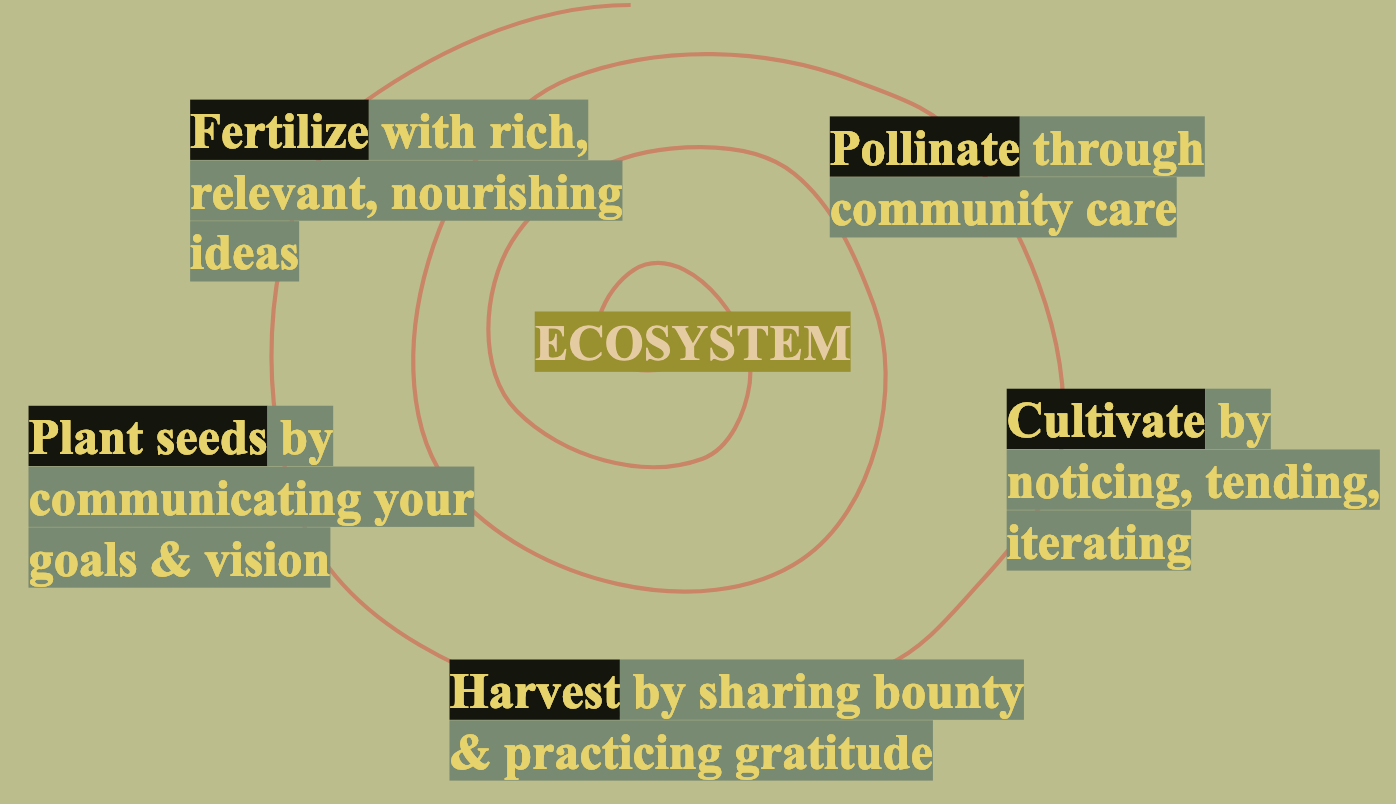 Fertilize with rich,
relevant, nourishing
ideas
Pollinate through
community care
ECOSYSTEM
Plant seeds by
communicating your
goals & vision
Cultivate by
noticing, tending,
iterating
Harvest by sharing bounty
& practicing gratitude